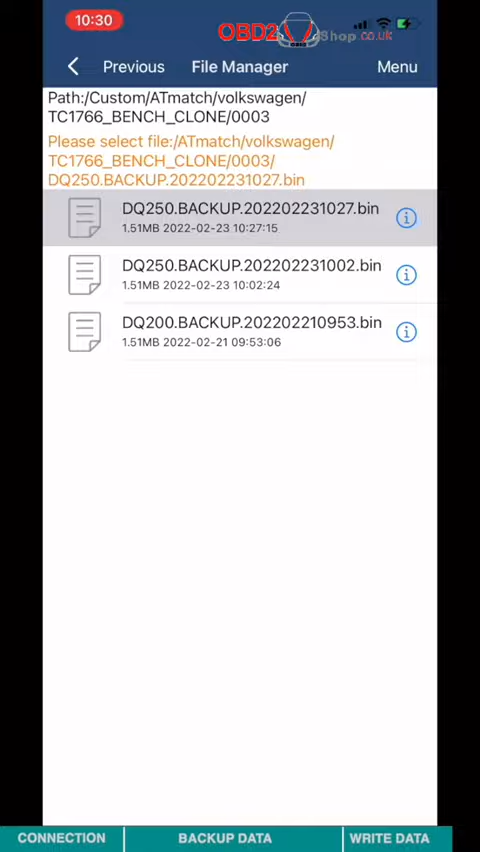 10:30
OBD2
Shop.co.uk
OBD2
Previous
File Manager
Menu
Path:/Custom/ATmatch/volkswagen/
TC1766_BENCH_CLONE/0003
Please select file:/ATmatch/volkswagen/
TC1766_BENCH_CLONE/0003/
DQ250.BACKUP.202202231027.bin
DQ250.BACKUP.202202231027.bin
1.51MB 2022-02-23 10:27:15
DQ250.BACKUP.202202231002.bin
1.51MB 2022-02-23 10:02:24
DQ200.BACKUP.202202210953.bin
1.51MB 2022-02-21 09:53:06
CONNECTION
BACKUP DATA
WRITE DATA